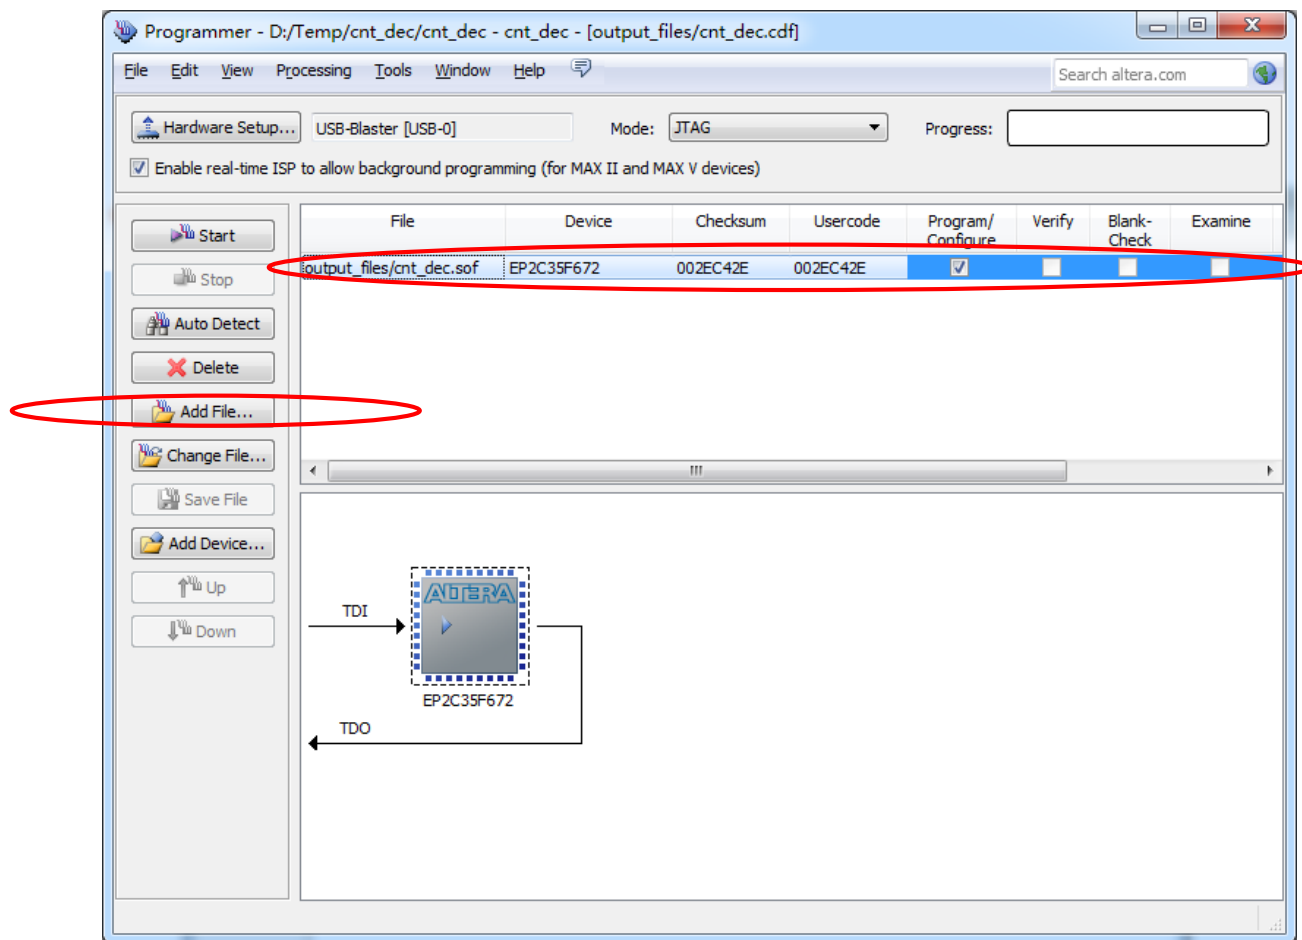 Programmer - D:/Temp/cnt_dec/cnt_dec - cnt_dec - [output_files/cnt_dec.cdf]
File Edit View Processing Tools Window Help Search altera.com
Hardware Setup... USB-Blaster [USB-0] Mode: JTAG Progress:
Enable real-time ISP to allow background programming (for MAX II and MAX V devices)
Start
Stop
Auto Detect
Delete
Add File...
Change File...
Save File
Add Device...
Up
Down
File Device Checksum Usercode Program/ Verify Blank- Examine
Configure Check
output_files/cnt_dec.sof EP2C35F672 002EC42E 002EC42E
ALTERA
TDI
EP2C35F672
TDO